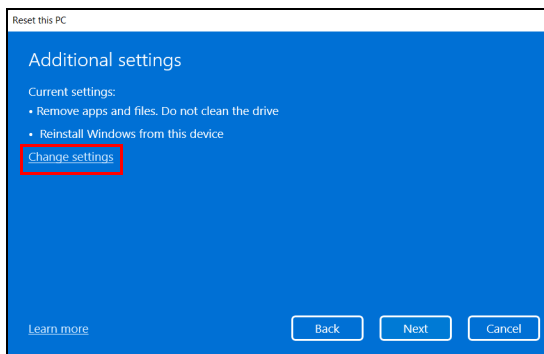 Reset this PC
Additional settings
Current settings:
• Remove apps and files. Do not clean the drive
• Reinstall Windows from this device
Change settings
Learn more
Back
Next
Cancel